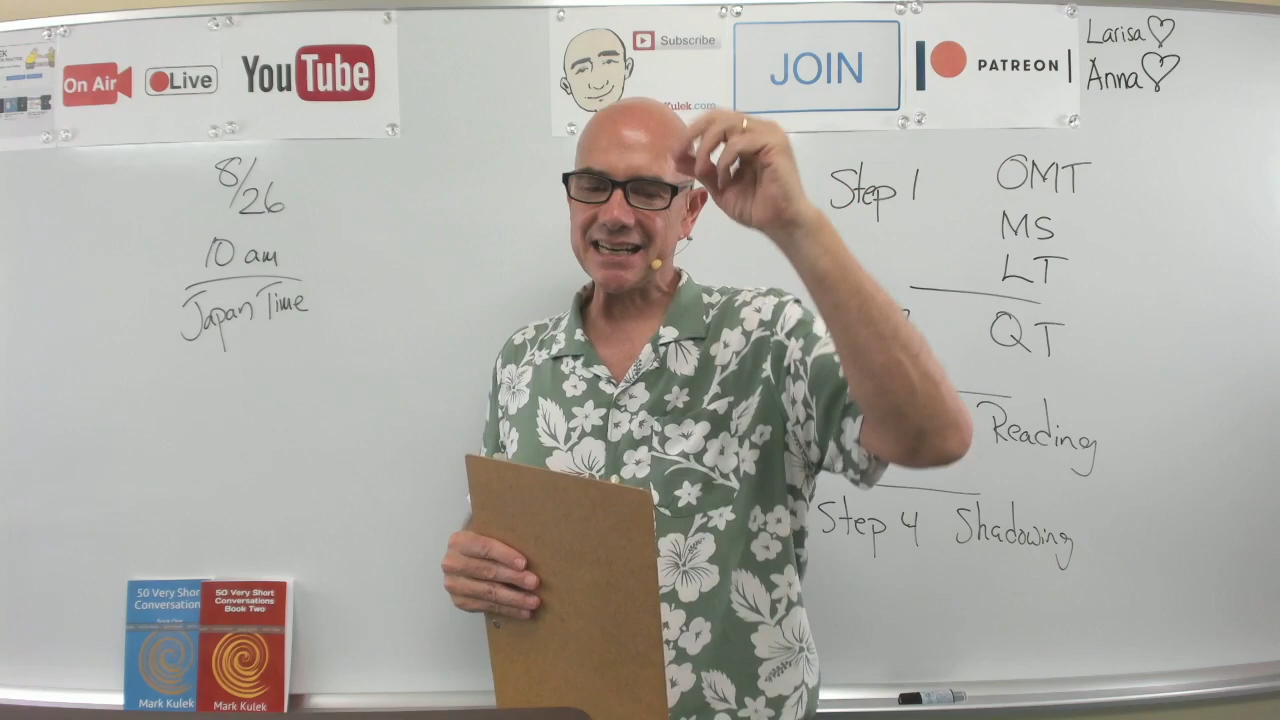 On Air
Live
YouTube
Subscribe
Kulek.com
JOIN
PATREON
Larisa♡
Anna♡
8/26
10 am
Japan Time
Step 1
OMT
MS
LT
QT
Reading
Step 4 Shadowing
50 Very Shor
Conversation
50 Very Short
Conversations
Book Two
Mark Kulek
Mark Kulek